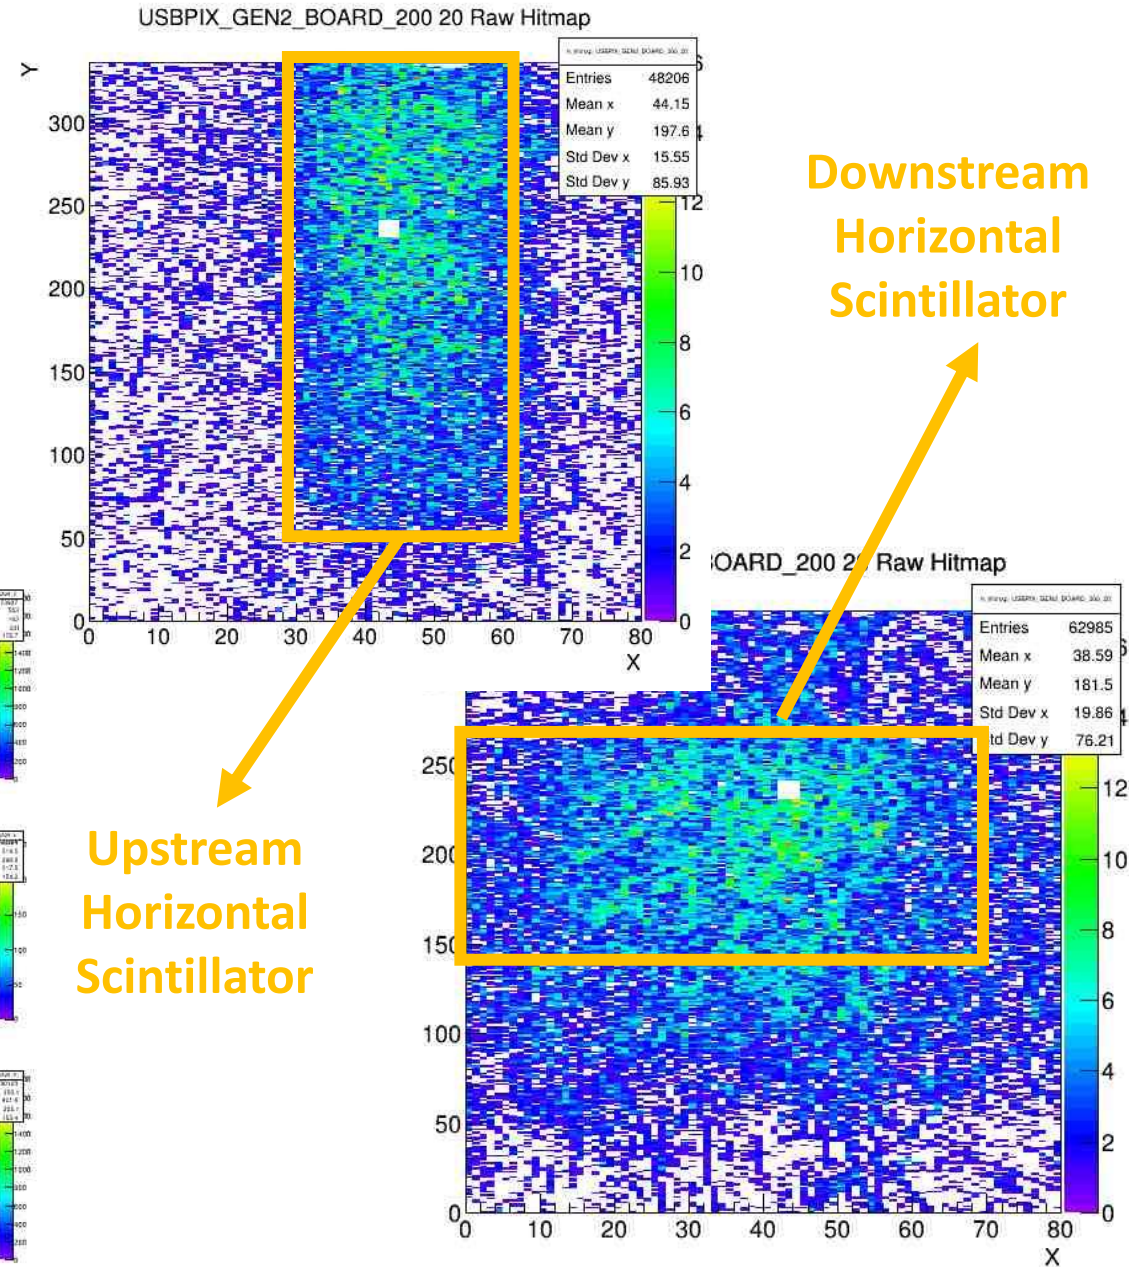 USBPIX_GEN2_BOARD_200 20 Raw Hitmap
Entries 48206
Mean x 44.15
Mean y 197.6
Std Dev x 15.55
Std Dev y 85.93
Y
300
250
200
150
100
50
0
0 10 20 30 40 50 60 70 80
X
12
10
8
6
4
2
0
Downstream
Horizontal
Scintillator
Upstream
Horizontal
Scintillator
BOARD_200 20 Raw Hitmap
Entries 62985
Mean x 38.59
Mean y 181.5
Std Dev x 19.86
Std Dev y 76.21
250
200
150
100
50
0
0 10 20 30 40 50 60 70 80
X
12
10
8
6
4
2
0